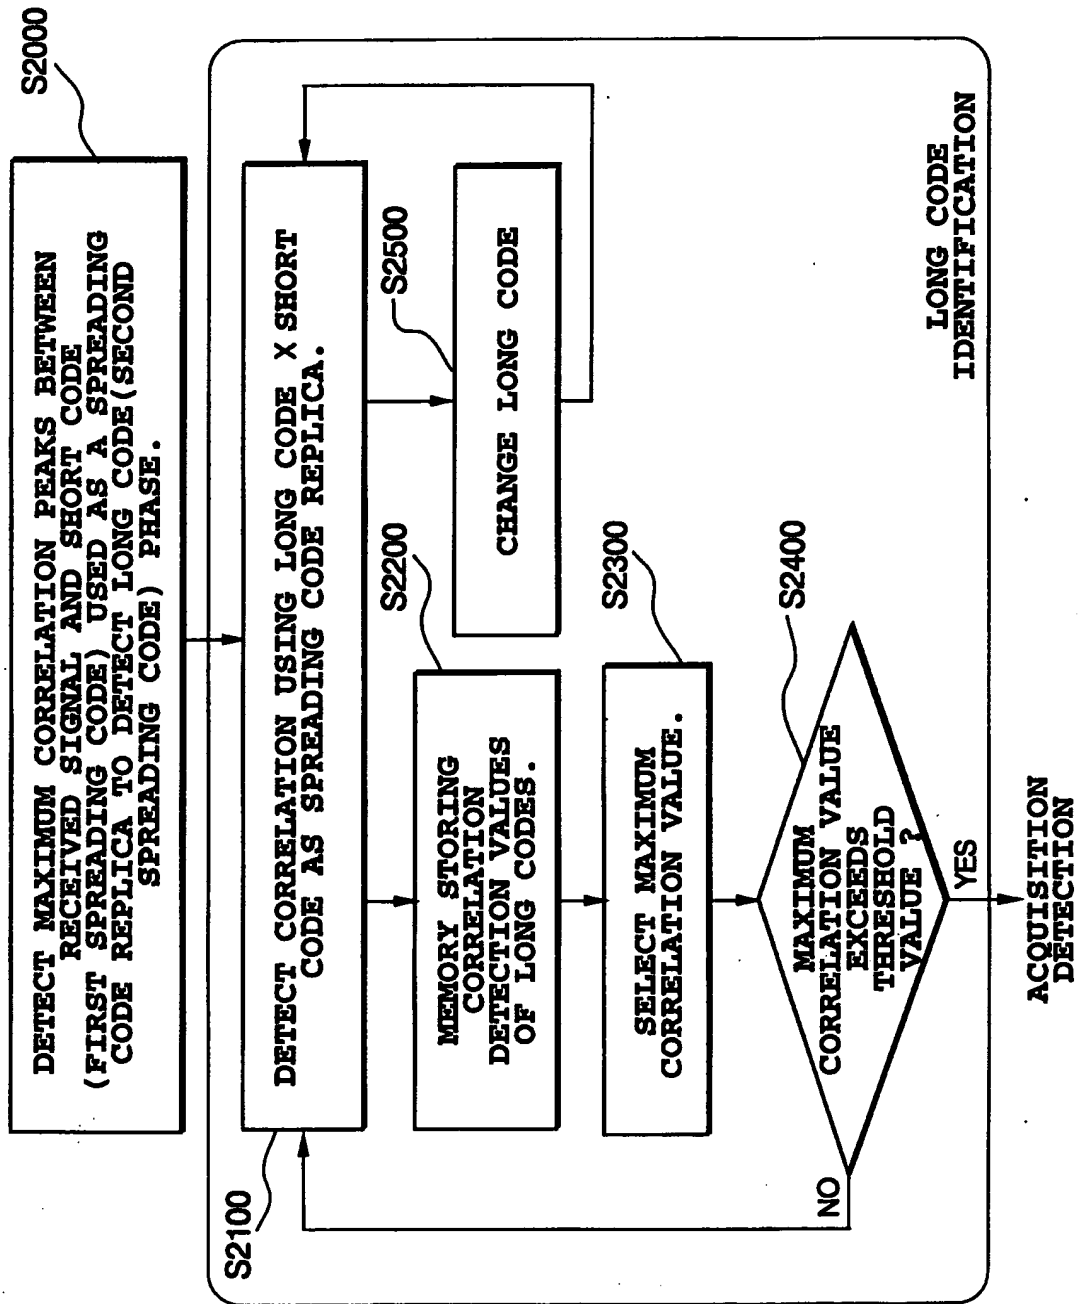 S2000
DETECT MAXIMUM CORRELATION PEAKS BETWEEN
RECEIVED SIGNAL AND SHORT CODE
(FIRST SPREADING CODE) USED AS A SPREADING
CODE REPLICA TO DETECT LONG CODE(SECOND
SPREADING CODE) PHASE.
S2100
DETECT CORRELATION USING LONG CODE X SHORT
CODE AS SPREADING CODE REPLICA.
S2200
MEMORY STORING
CORRELATION
DETECTION VALUES
OF LONG CODES.
S2500
CHANGE LONG CODE
S2300
SELECT MAXIMUM
CORRELATION VALUE.
S2400
MAXIMUM
CORRELATION VALUE
EXCEEDS
THRESHOLD
VALUE ?
NO
YES
LONG CODE
IDENTIFICATION
ACQUISITION
DETECTION